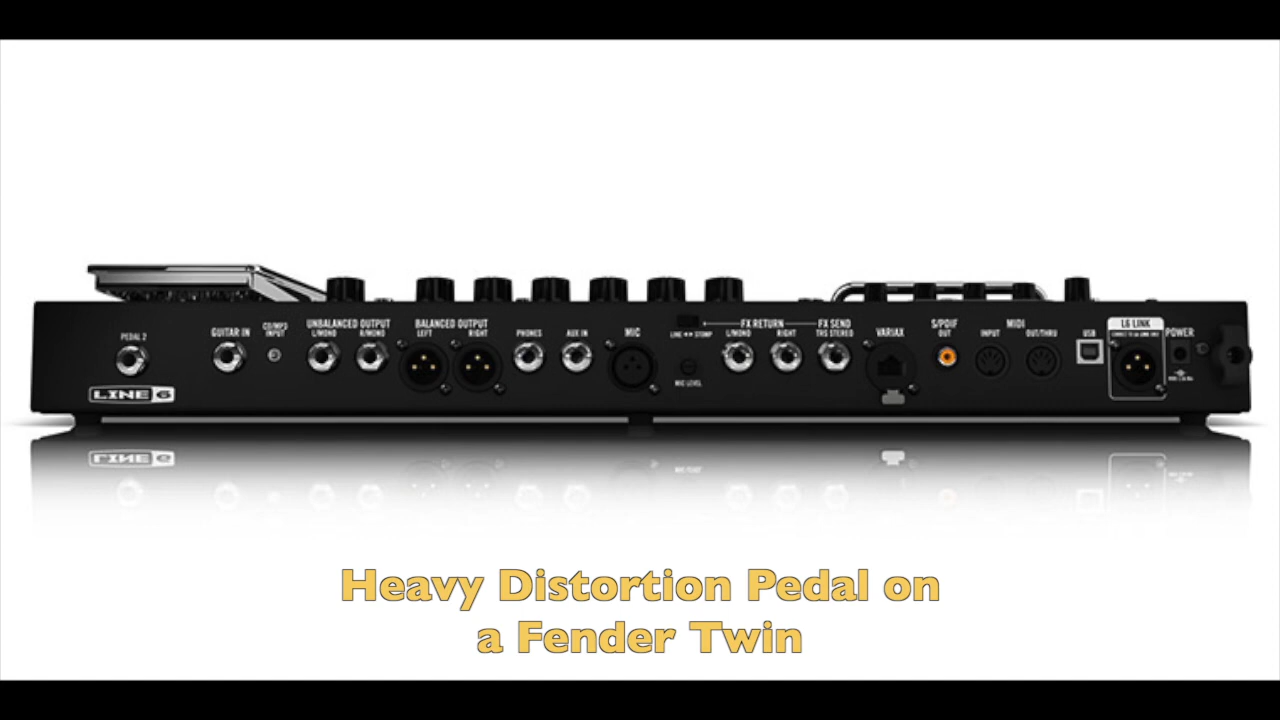 PEDAL 2
GUITAR IN
CD/MP3
INPUT
UNBALANCED OUTPUT
L/MONO
R/MONO
BALANCED OUTPUT
LEFT
RIGHT
PHONES
AUX IN
MIC
LINE
STOMP
MIC LEVEL
FX RETURN
L/MONO
RIGHT
FX SEND
TRS STEREO
VARIAX
S/PDIF
OUT
MIDI
INPUT
OUT/THRU
USB
L6 LINK
POWER
LINE 6
Heavy Distortion Pedal on
a Fender Twin